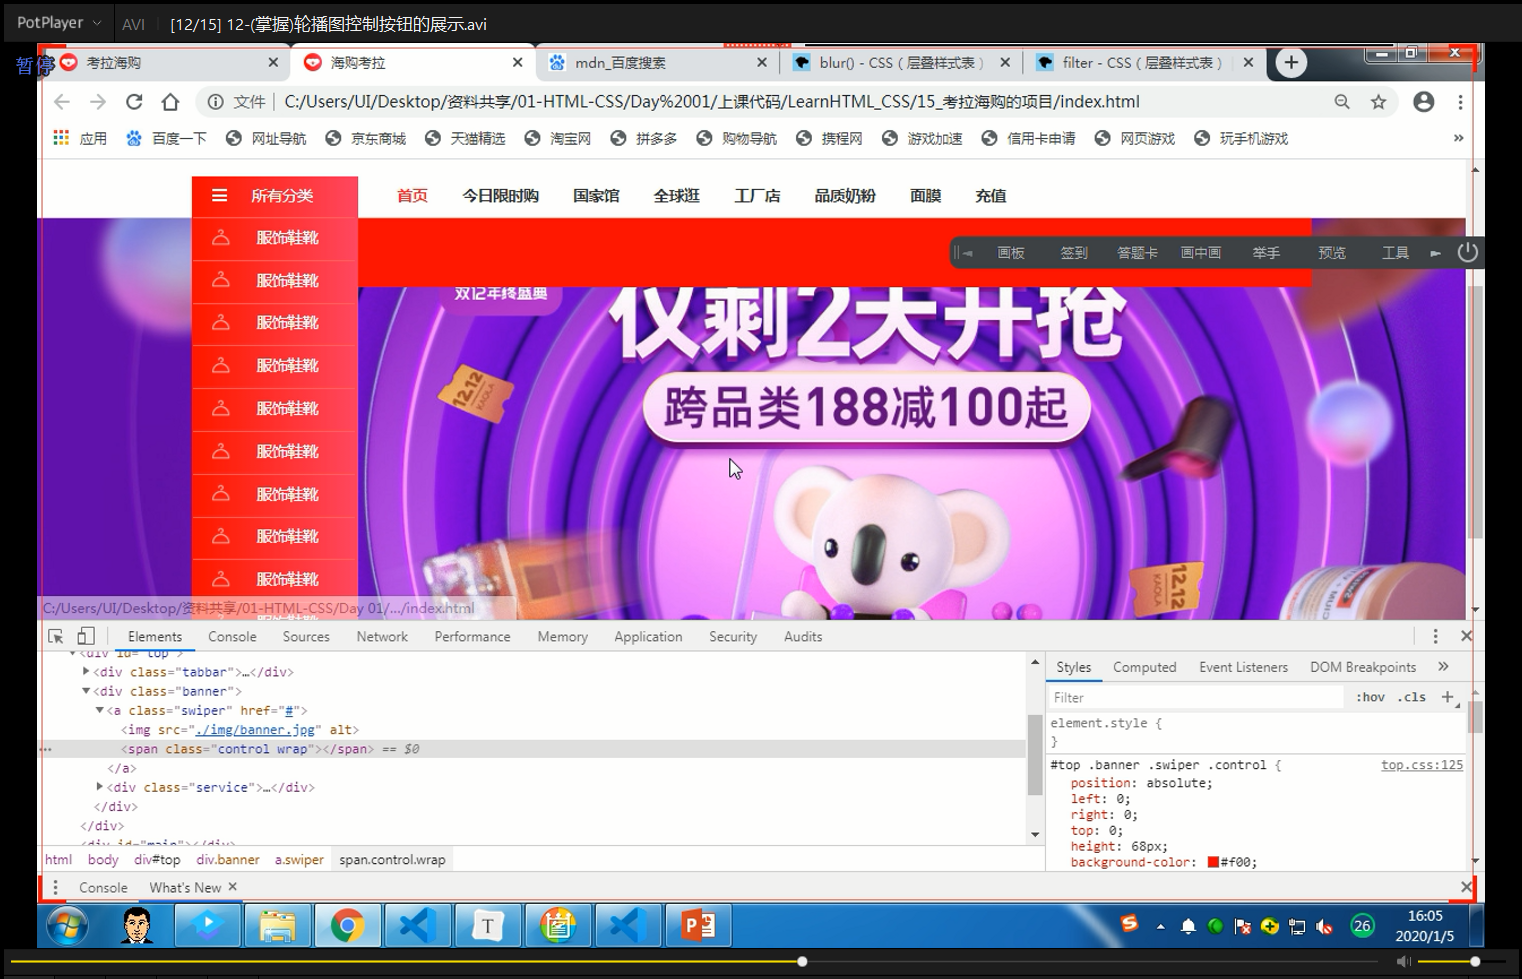 PotPlayer AVI [12/15] 12-(掌握)轮播图控制按钮的展示.avi
暂停
考拉海购
海购考拉
mdn_百度搜索
blur() - CSS（层叠样式表）
filter - CSS（层叠样式表）
文件 | C:/Users/UI/Desktop/资料共享/01-HTML-CSS/Day%2001/上课代码/LearnHTML_CSS/15_考拉海购的项目/index.html
应用 百度一下 网址导航 京东商城 天猫精选 淘宝网 拼多多 购物导航 携程网 游戏加速 信用卡申请 网页游戏 玩手机游戏 »
所有分类 首页 今日限时购 国家馆 全球逛 工厂店 品质奶粉 面膜 充值
服饰鞋靴
画板 签到 答题卡 画中画 举手 预览 工具
服饰鞋靴
双12年终盛典
仅剩2天开抢
服饰鞋靴
服饰鞋靴
12.12
KAOLA
跨品类188减100起
服饰鞋靴
服饰鞋靴
服饰鞋靴
服饰鞋靴
服饰鞋靴
12.12
KAOLA
C:/Users/UI/Desktop/资料共享/01-HTML-CSS/Day 01/.../index.html
Elements Console Sources Network Performance Memory Application Security Audits
<div id="top">
<div class="tabbar">…</div>
<div class="banner">
<a class="swiper" href="#">
<img src="./img/banner.jpg" alt>
<span class="control wrap"></span> == $0
</a>
<div class="service">…</div>
</div>
</div>
<div id="main"></div>
html body div#top div.banner a.swiper span.control.wrap
Styles Computed Event Listeners DOM Breakpoints »
Filter :hov .cls +
element.style {
}
#top .banner .swiper .control { top.css:125
position: absolute;
left: 0;
right: 0;
top: 0;
height: 68px;
background-color: #f00;
Console What's New
T
P
S
26
16:05
2020/1/5